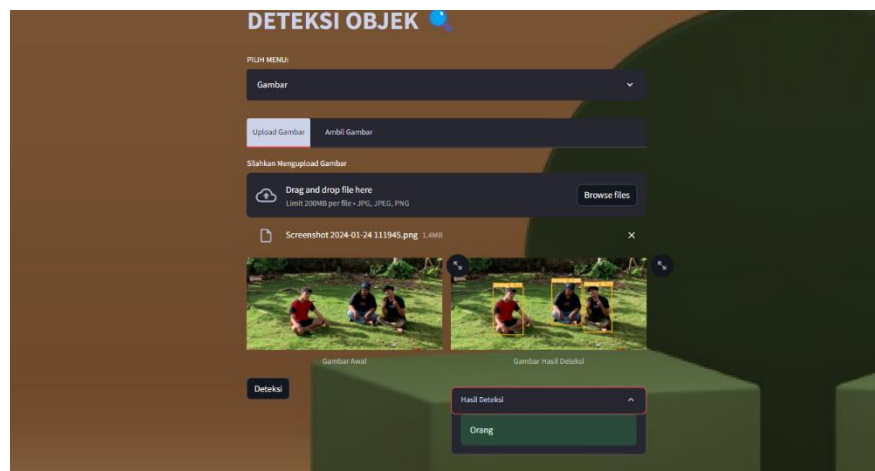 DETEKSI OBJEK
PILIH MENU:
Gambar
Upload Gambar Ambil Gambar
Silahkan Mengupload Gambar
Drag and drop file here
Limit 200MB per file • JPG, JPEG, PNG
Browse files
Screenshot 2024-01-24 111945.png 1.4MB
Gambar Awal
Gambar Hasil Deteksi
Deteksi
Hasil Deteksi
Orang